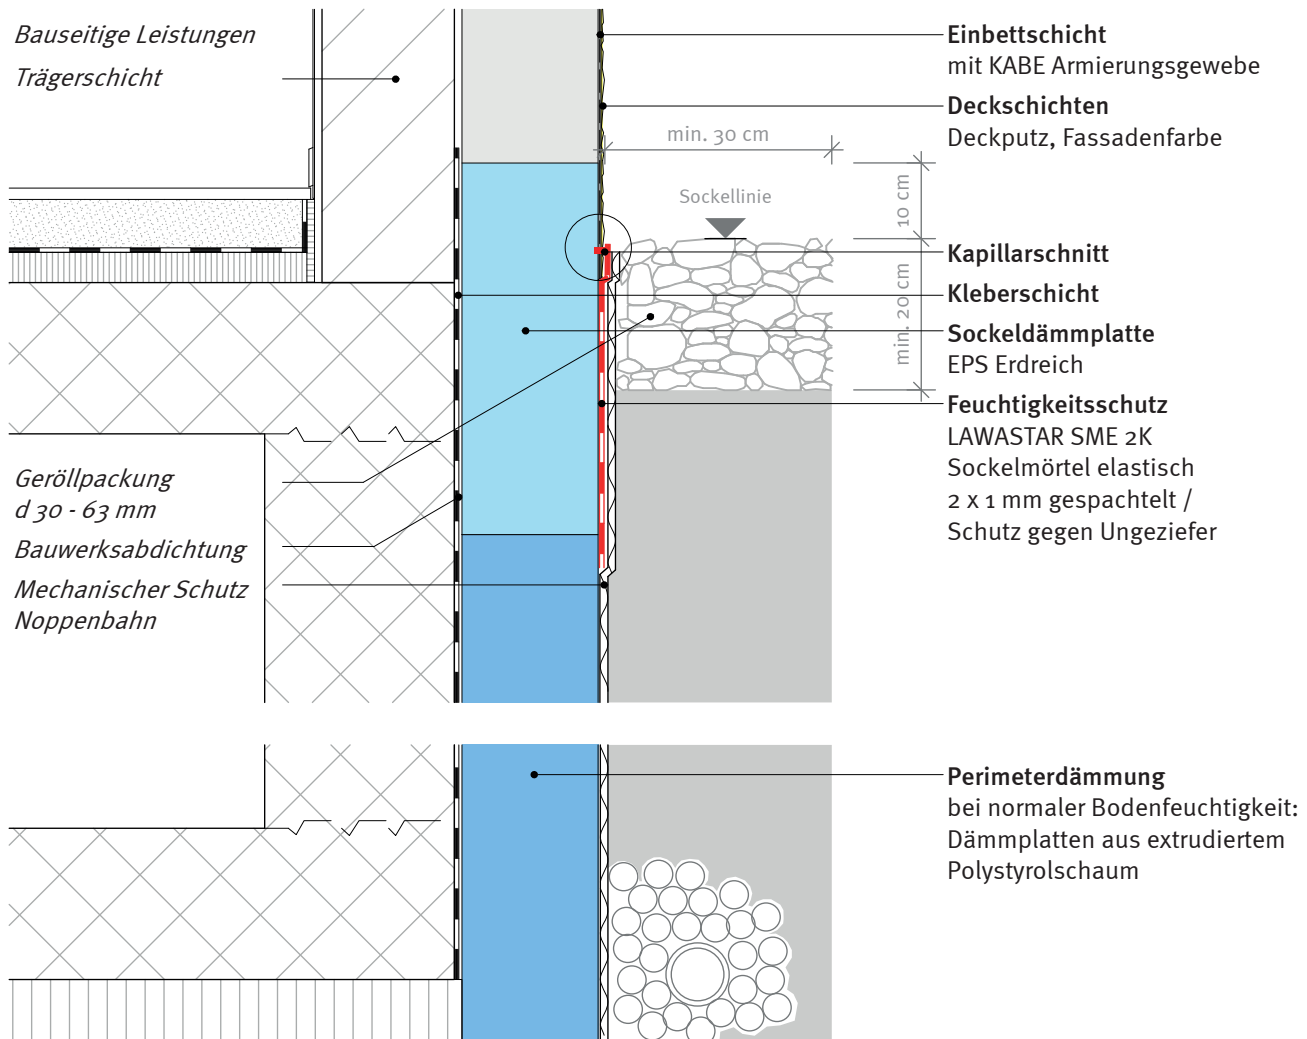 Bauseitige Leistungen
Trägerschicht
Geröllpackung
d 30 - 63 mm
Bauwerksabdichtung
Mechanischer Schutz
Noppenbahn
min. 30 cm
Sockellinie
10 cm
min. 20 cm
Einbettschicht
mit KABE Armierungsgewebe
Deckschichten
Deckputz, Fassadenfarbe
Kapillarschnitt
Kleberschicht
Sockeldämmplatte
EPS Erdreich
Feuchtigkeitsschutz
LAWASTAR SME 2K
Sockelmörtel elastisch
2 x 1 mm gespachtelt /
Schutz gegen Ungeziefer
Perimeterdämmung
bei normaler Bodenfeuchtigkeit:
Dämmplatten aus extrudiertem
Polystyrolschaum